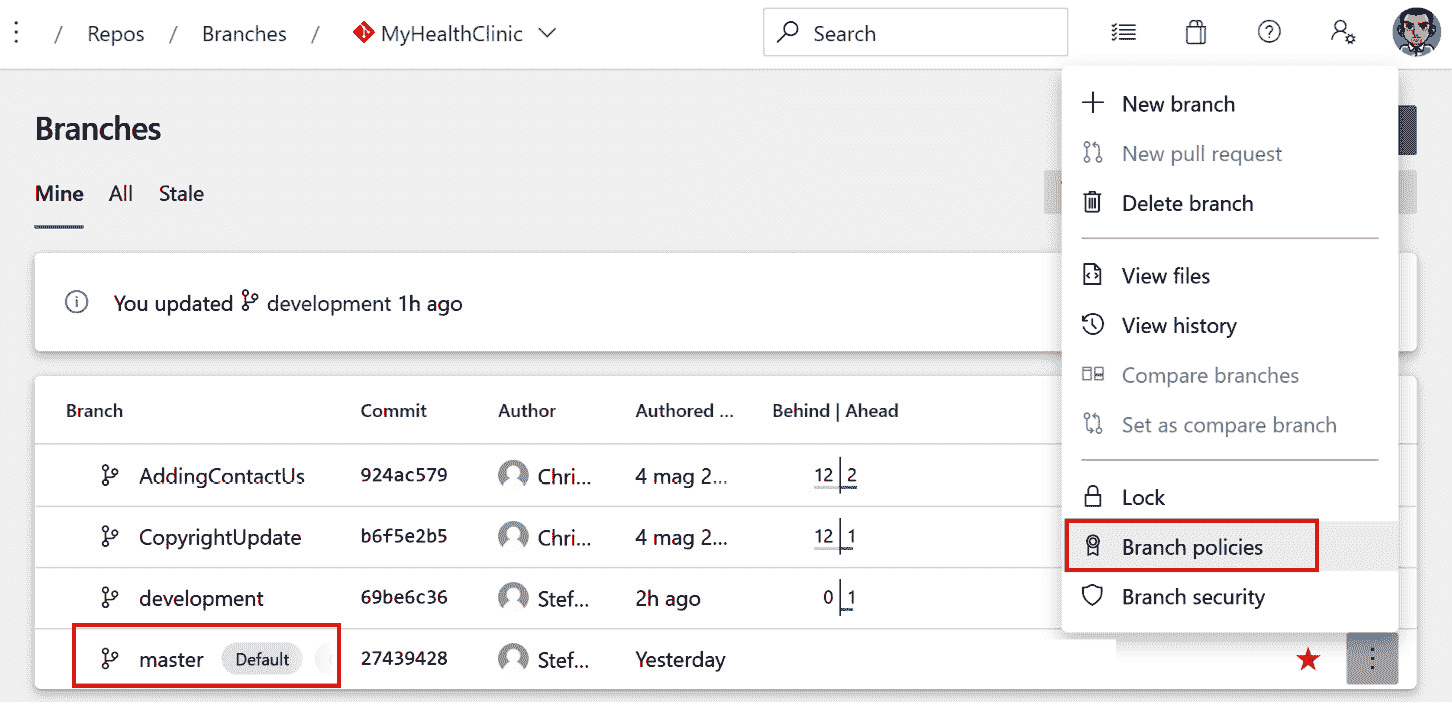 / Repos / Branches / MyHealthClinic
Search
Branches
Mine All Stale
You updated development 1h ago
Branch Commit Author Authored ... Behind | Ahead
AddingContactUs 924ac579 Chri... 4 mag 2... 12 2
CopyrightUpdate b6f5e2b5 Chri... 4 mag 2... 12 1
development 69be6c36 Stef... 2h ago 0 1
master Default 27439428 Stef... Yesterday
New branch
New pull request
Delete branch
View files
View history
Compare branches
Set as compare branch
Lock
Branch policies
Branch security